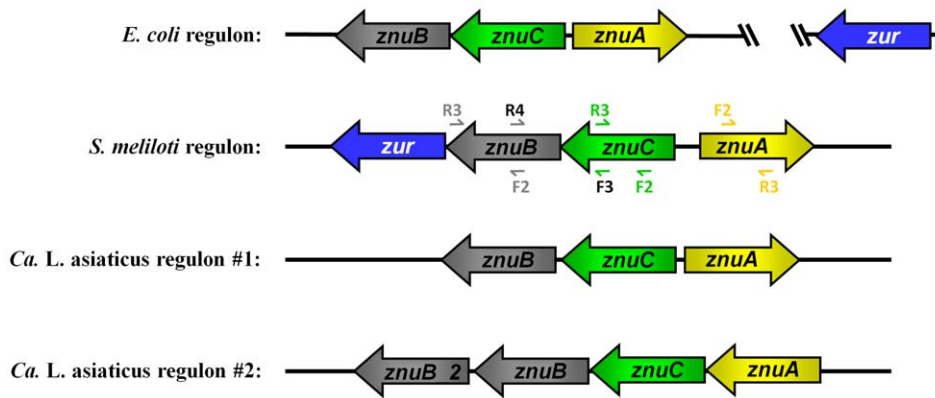 E. coli regulon: znuB znuC znuA zur
R3 R4 R3 F2
S. meliloti regulon: zur znuB znuC znuA
F2 F3 F2 R3
Ca. L. asiaticus regulon #1: znuB znuC znuA
Ca. L. asiaticus regulon #2: znuB 2 znuB znuC znuA